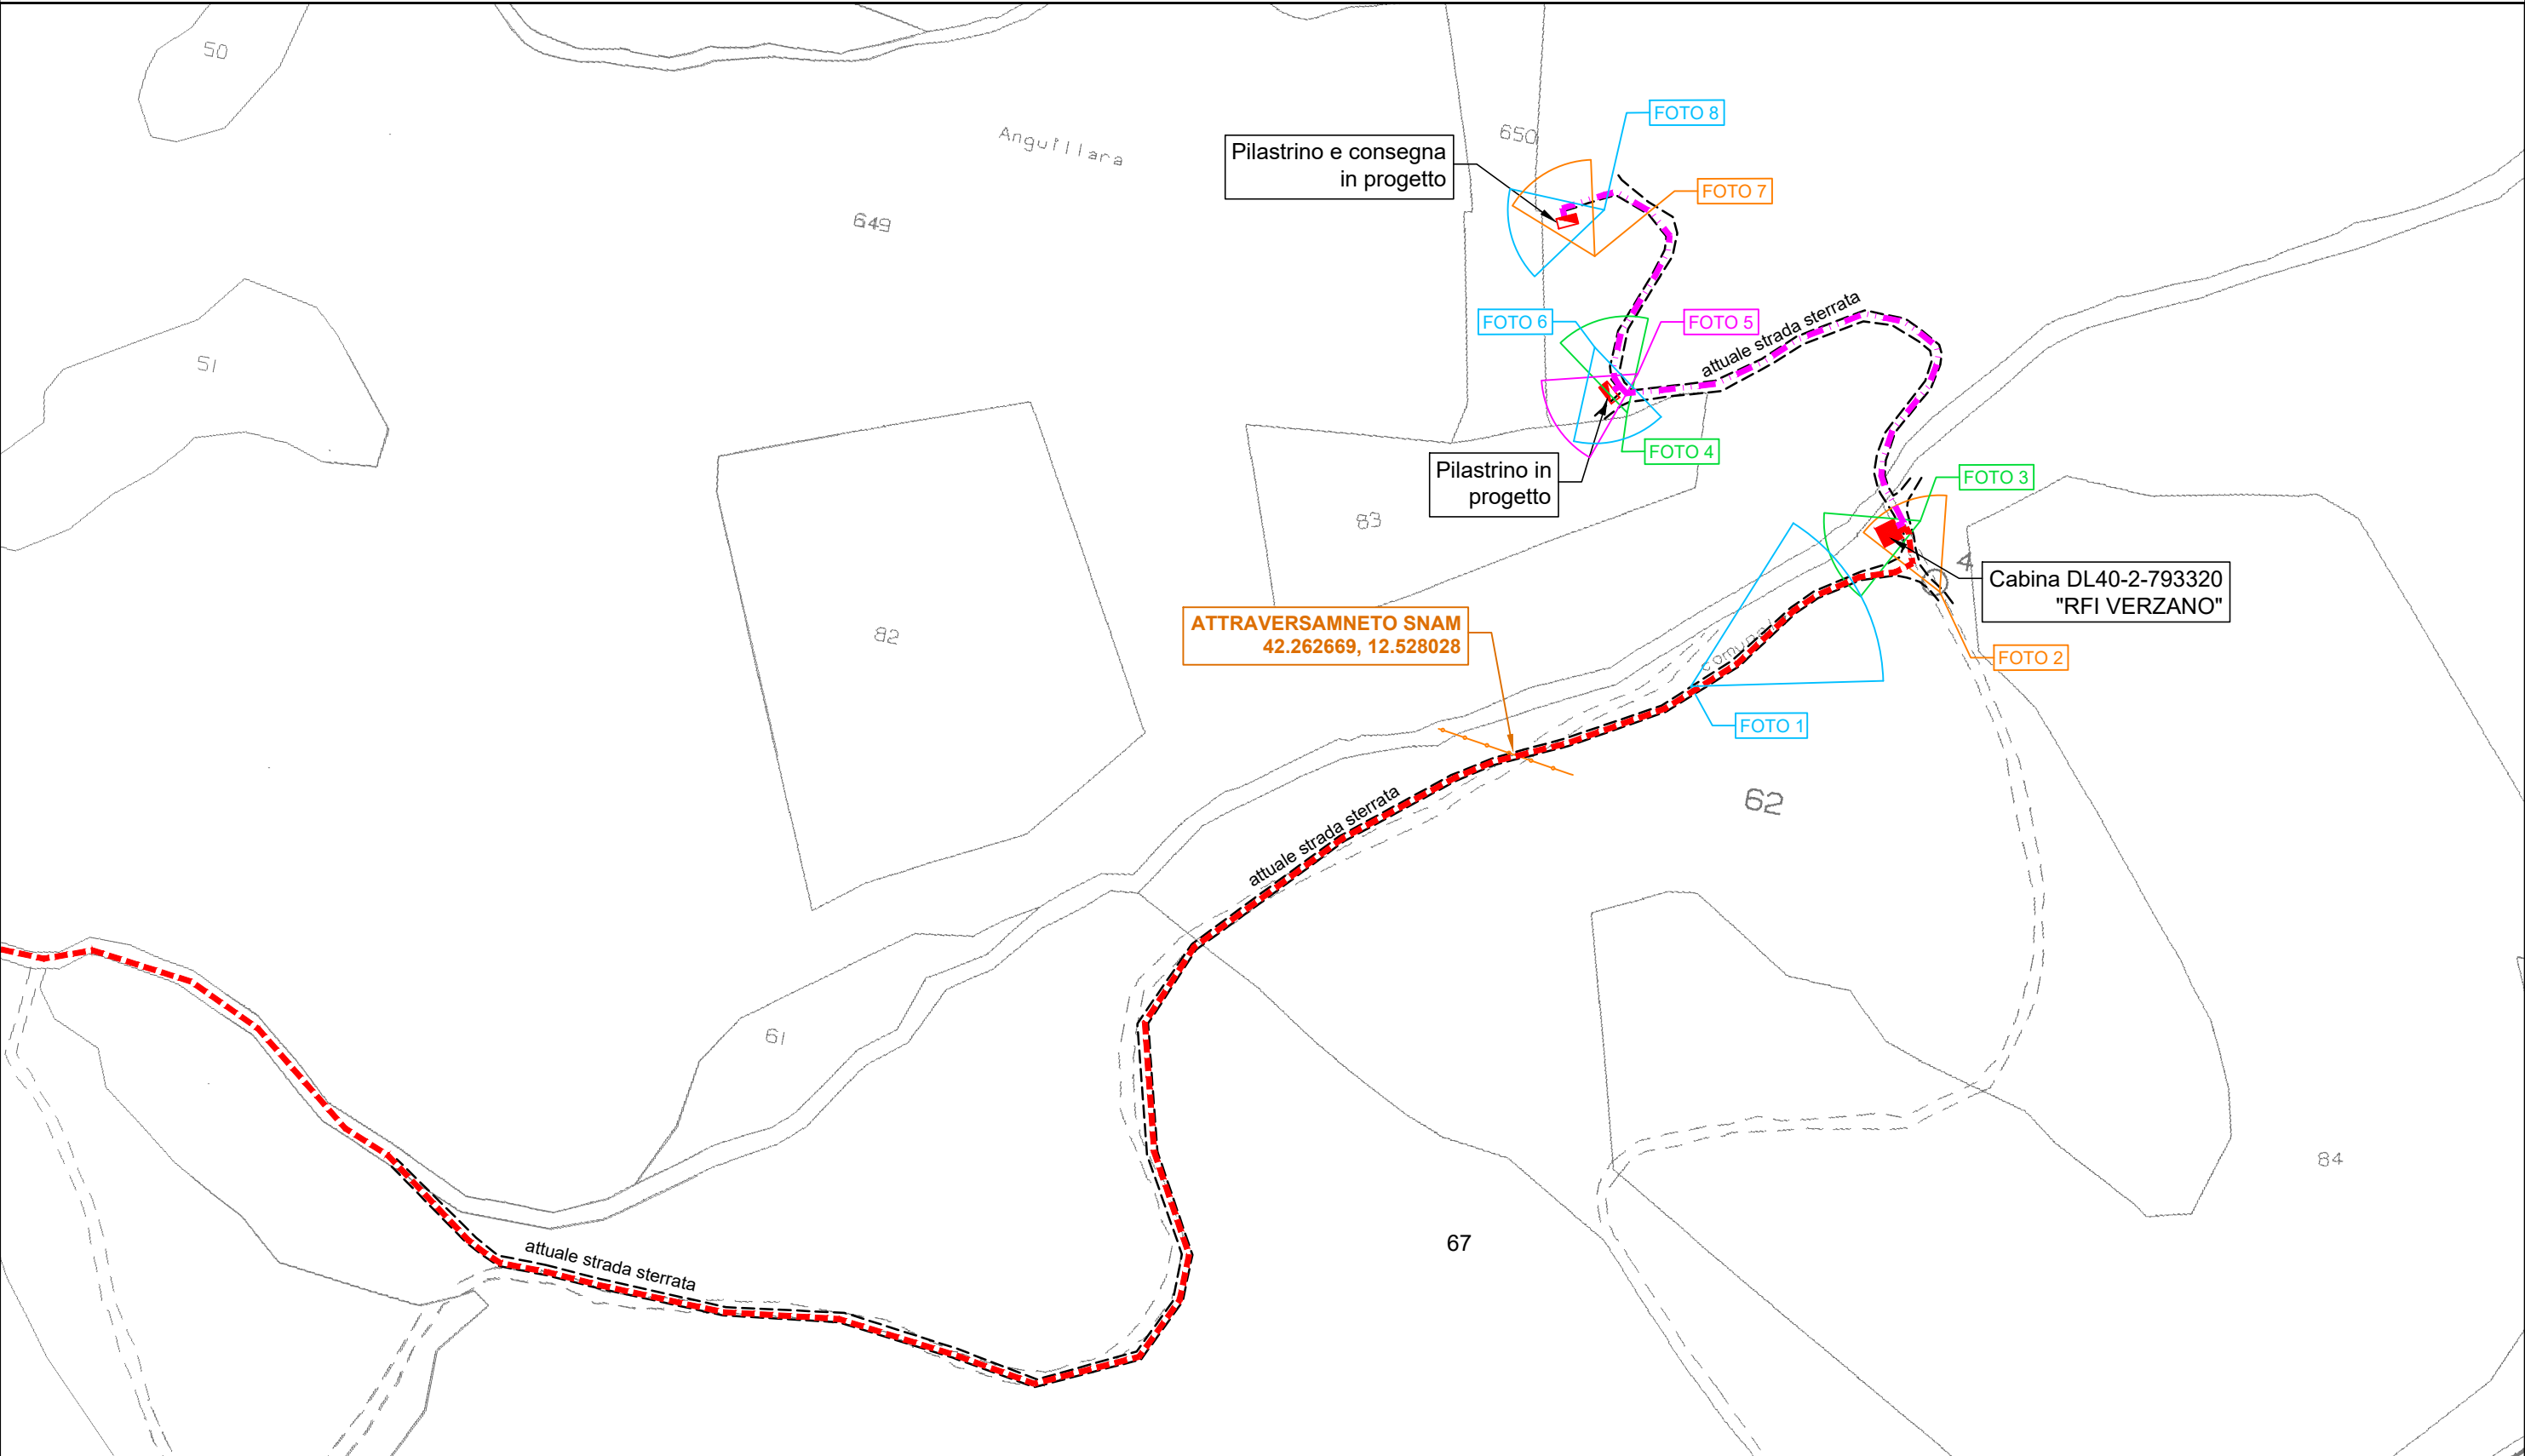 50
Anguillara
650
FOTO 8
Pilastrino e consegna
in progetto
FOTO 7
649
FOTO 6
FOTO 5
attuale strada sterrata
51
FOTO 4
Pilastrino in
progetto
FOTO 3
83
4
Cabina DL40-2-793320
"RFI VERZANO"
82
ATTRAVERSAMNETO SNAM
42.262669, 12.528028
FOTO 2
FOTO 1
62
attuale strada sterrata
61
84
67
attuale strada sterrata